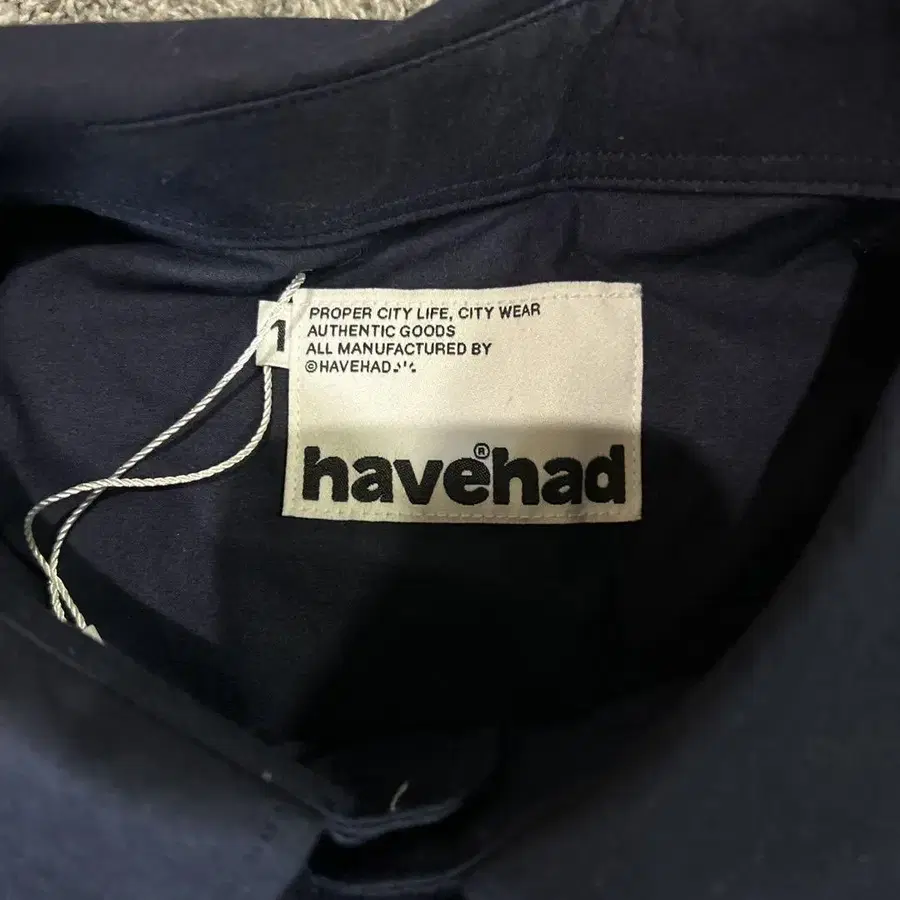 1
PROPER CITY LIFE, CITY WEAR
AUTHENTIC GOODS
ALL MANUFACTURED BY
©HAVEHAD
havehad®